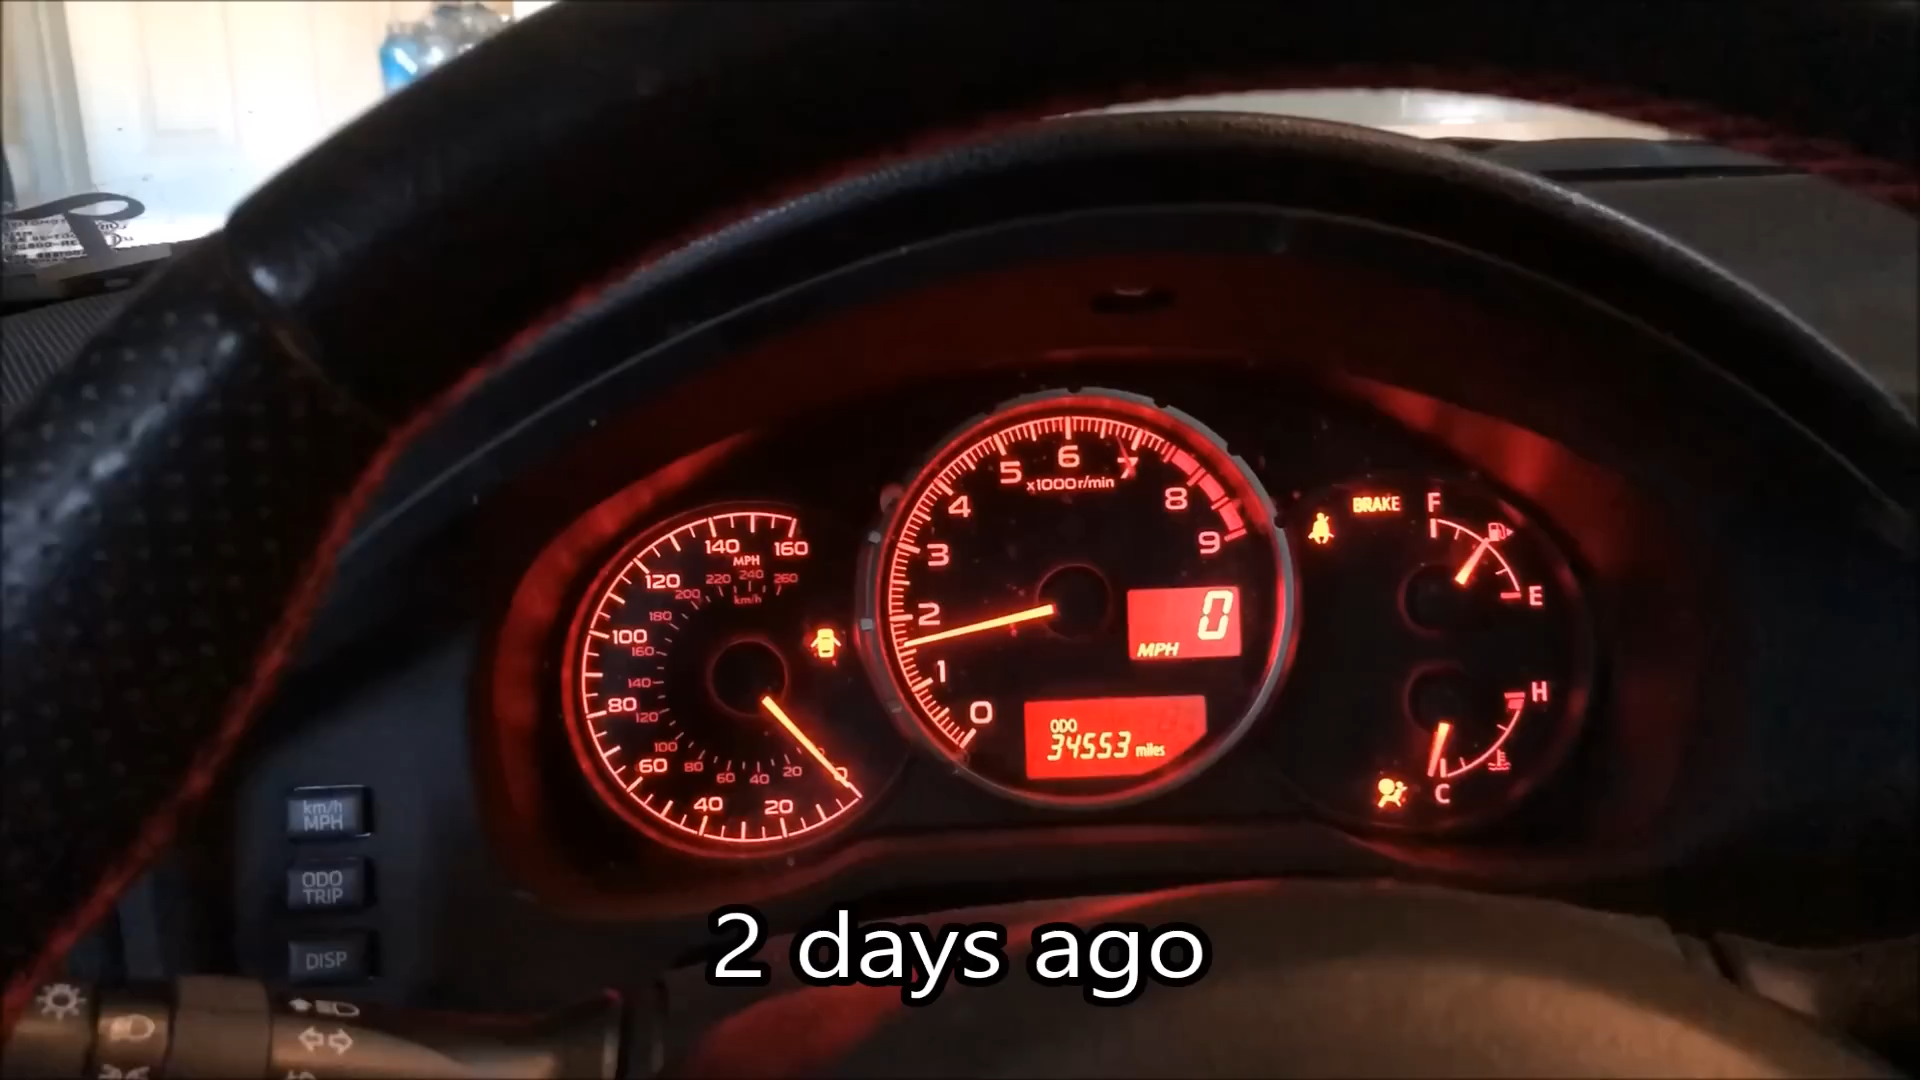 6
5
7
x1000r/min
4
8
3
9
2
1
0
0
MPH
ODO
34553 miles
140
160
MPH
120
220
240
260
200
km/h
180
100
160
140
80
120
100
60
80
60
40
20
0
40
20
BRAKE
F
E
H
C
km/h
MPH
ODO
TRIP
DISP
2 days ago